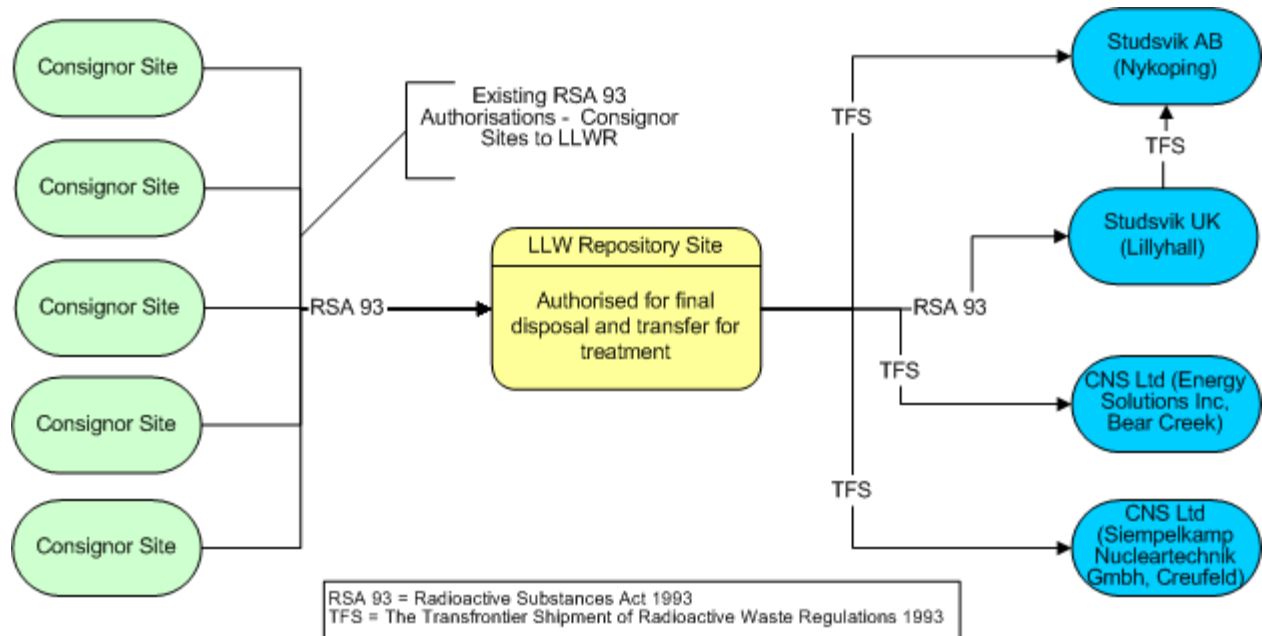 Consignor Site
Consignor Site
Consignor Site
Consignor Site
Consignor Site
Existing RSA 93
Authorisations - Consignor
Sites to LLWR
RSA 93
LLW Repository Site
Authorised for final
disposal and transfer for
treatment
TFS
RSA 93
TFS
TFS
Studsvik AB
(Nykoping)
TFS
Studsvik UK
(Lillyhall)
CNS Ltd (Energy
Solutions Inc,
Bear Creek)
CNS Ltd
(Siempelkamp
Nucleartechnik
Gmbh, Creufeld)
RSA 93 = Radioactive Substances Act 1993
TFS = The Transfrontier Shipment of Radioactive Waste Regulations 1993